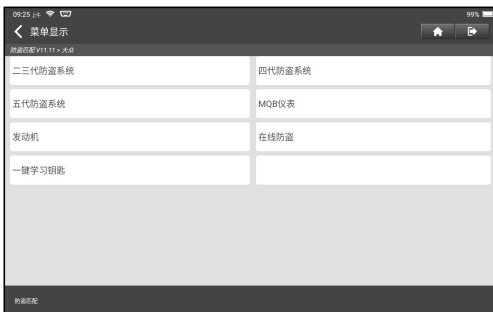 09:25 上午 99%
菜单显示
防盗匹配 V11.11 > 大众
二三代防盗系统 四代防盗系统
五代防盗系统 MQB仪表
发动机 在线防盗
一键学习钥匙
防盗匹配